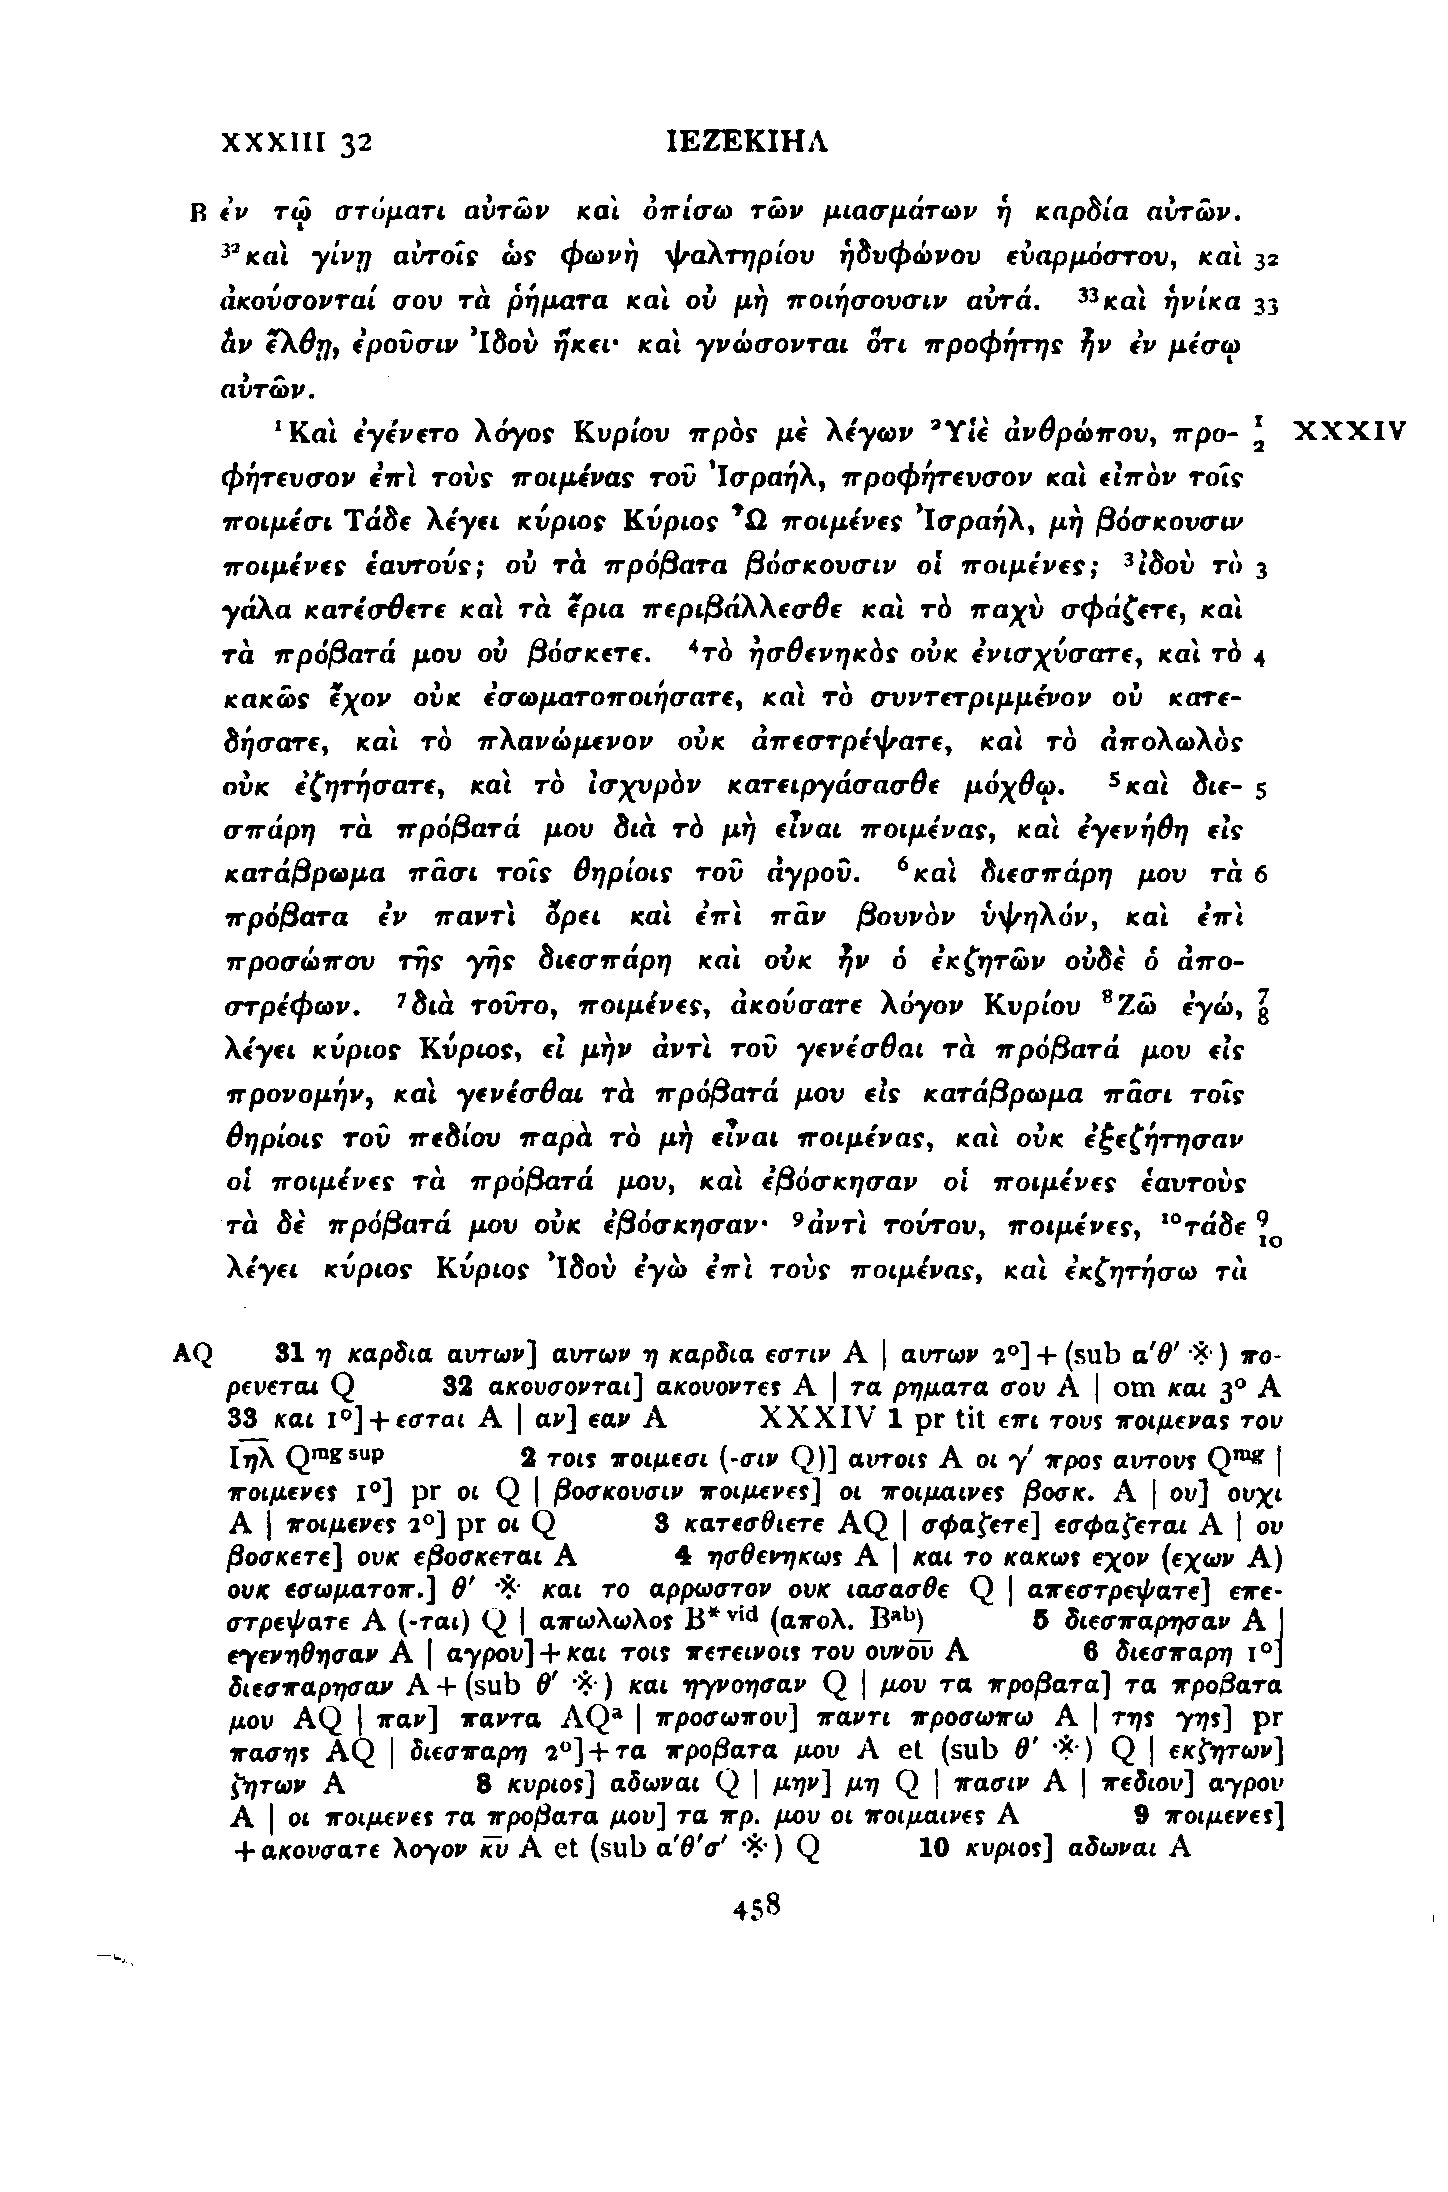 XXXIII 32 ΙΕΖΕΚΙΗΛ
B ἐν τῷ στόματι αὐτῶν καὶ ὀπίσω τῶν μιασμάτων ἡ καρδία αὐτῶν.
³²καὶ γίνῃ αὐτοῖς ὡς φωνὴ ψαλτηρίου ἡδυφώνου εὐαρμόστου, καὶ 32
ἀκούσονταί σου τὰ ῥήματα καὶ οὐ μὴ ποιήσουσιν αὐτά. ³³καὶ ἡνίκα 33
ἂν ἔλθῃ, ἐροῦσιν Ἰδοὺ ἥκει· καὶ γνώσονται ὅτι προφήτης ἦν ἐν μέσῳ
αὐτῶν.
¹Καὶ ἐγένετο λόγος Κυρίου πρὸς μὲ λέγων ²Υἱὲ ἀνθρώπου, προ- 1 2 XXXIV
φήτευσον ἐπὶ τοὺς ποιμένας τοῦ Ἰσραήλ, προφήτευσον καὶ εἰπὸν τοῖς
ποιμέσι Τάδε λέγει κύριος Κύριος Ὦ ποιμένες Ἰσραήλ, μὴ βόσκουσιν
ποιμένες ἑαυτούς; οὐ τὰ πρόβατα βόσκουσιν οἱ ποιμένες; ³ἰδοὺ τὸ 3
γάλα κατέσθετε καὶ τὰ ἔρια περιβάλλεσθε καὶ τὸ παχὺ σφάζετε, καὶ
τὰ πρόβατά μου οὐ βόσκετε. ⁴τὸ ἠσθενηκὸς οὐκ ἐνισχύσατε, καὶ τὸ 4
κακῶς ἔχον οὐκ ἐσωματοποιήσατε, καὶ τὸ συντετριμμένον οὐ κατε-
δήσατε, καὶ τὸ πλανώμενον οὐκ ἀπεστρέψατε, καὶ τὸ ἀπολωλὸς
οὐκ ἐζητήσατε, καὶ τὸ ἰσχυρὸν κατειργάσασθε μόχθῳ. ⁵καὶ διε- 5
σπάρη τὰ πρόβατά μου διὰ τὸ μὴ εἶναι ποιμένας, καὶ ἐγενήθη εἰς
κατάβρωμα πᾶσι τοῖς θηρίοις τοῦ ἀγροῦ. ⁶καὶ διεσπάρη μου τὰ 6
πρόβατα ἐν παντὶ ὄρει καὶ ἐπὶ πᾶν βουνὸν ὑψηλόν, καὶ ἐπὶ
προσώπου τῆς γῆς διεσπάρη καὶ οὐκ ἦν ὁ ἐκζητῶν οὐδὲ ὁ ἀπο-
στρέφων. ⁷διὰ τοῦτο, ποιμένες, ἀκούσατε λόγον Κυρίου ⁸Ζῶ ἐγώ, 7 8
λέγει κύριος Κύριος, εἰ μὴν ἀντὶ τοῦ γενέσθαι τὰ πρόβατά μου εἰς
προνομήν, καὶ γενέσθαι τὰ πρόβατά μου εἰς κατάβρωμα πᾶσι τοῖς
θηρίοις τοῦ πεδίου παρὰ τὸ μὴ εἶναι ποιμένας, καὶ οὐκ ἐξεζήτησαν
οἱ ποιμένες τὰ πρόβατά μου, καὶ ἐβόσκησαν οἱ ποιμένες ἑαυτοὺς
τὰ δὲ πρόβατά μου οὐκ ἐβόσκησαν· ⁹ἀντὶ τούτου, ποιμένες, ¹⁰τάδε 9 10
λέγει κύριος Κύριος Ἰδοὺ ἐγὼ ἐπὶ τοὺς ποιμένας, καὶ ἐκζητήσω τὰ
AQ 31 η καρδια αυτων] αυτων η καρδια εστιν A | αυτων 2°]+(sub α′θ′ ※) πο-
ρευεται Q 32 ακουσονται] ακουοντες A | τα ρηματα σου A | om και 3° A
33 και 1°]+εσται A | αν] εαν A XXXIV 1 pr tit επι τους ποιμενας του
Ι̅η̅λ̅ Qᵐᵍ ˢᵘᵖ 2 τοις ποιμεσι (-σιν Q)] αυτοις A οι γ′ προς αυτους Qᵐᵍ |
ποιμενες 1°] pr οι Q | βοσκουσιν ποιμενες] οι ποιμαινες βοσκ. A | ου] ουχι
A | ποιμενες 2°] pr οι Q 3 κατεσθιετε AQ | σφαζετε] εσφαζεται A | ου
βοσκετε] ουκ εβοσκεται A 4 ησθενηκως A | και το κακως εχον (εχων A)
ουκ εσωματοπ.] θ′ ※ και το αρρωστον ουκ ιασασθε Q | απεστρεψατε] επε-
στρεψατε A (-ται) Q | απωλωλος B* ᵛⁱᵈ (απολ. Bᵃᵇ) 5 διεσπαρησαν A |
εγενηθησαν A | αγρου]+και τοις πετεινοις του ουνο̅υ̅ A 6 διεσπαρη 1°]
διεσπαρησαν A+(sub θ′ ※) και ηγνοησαν Q | μου τα προβατα] τα προβατα
μου AQ | παν] παντα AQᵃ | προσωπου] παντι προσωπω A | της γης] pr
πασης AQ | διεσπαρη 2°]+τα προβατα μου A et (sub θ′ ※) Q | εκζητων]
ζητων A 8 κυριος] αδωναι Q | μην] μη Q | πασιν A | πεδιου] αγρου
A | οι ποιμενες τα προβατα μου] τα πρ. μου οι ποιμαινες A 9 ποιμενες]
+ακουσατε λογον κ̅υ̅ A et (sub α′θ′σ′ ※) Q 10 κυριος] αδωναι A
458